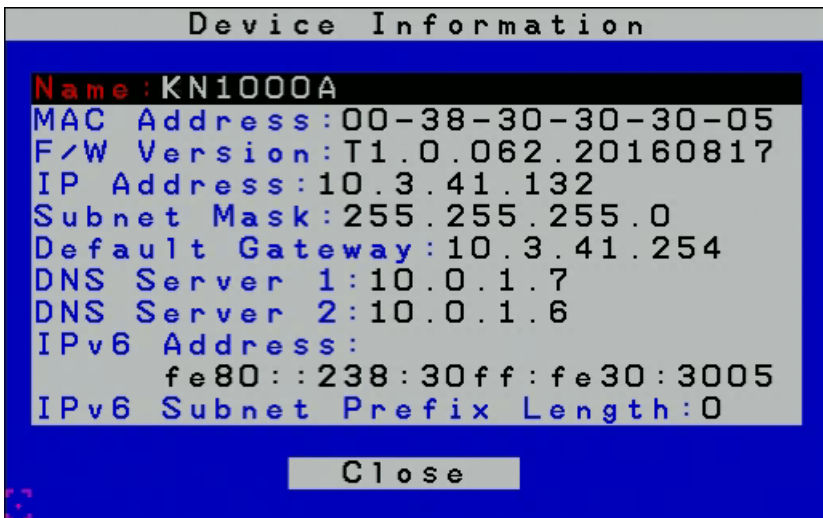 Device Information
Name:KN1000A
MAC Address:00-38-30-30-30-05
F/W Version:T1.0.062.20160817
IP Address:10.3.41.132
Subnet Mask:255.255.255.0
Default Gateway:10.3.41.254
DNS Server 1:10.0.1.7
DNS Server 2:10.0.1.6
IPv6 Address:
fe80::238:30ff:fe30:3005
IPv6 Subnet Prefix Length:0
Close